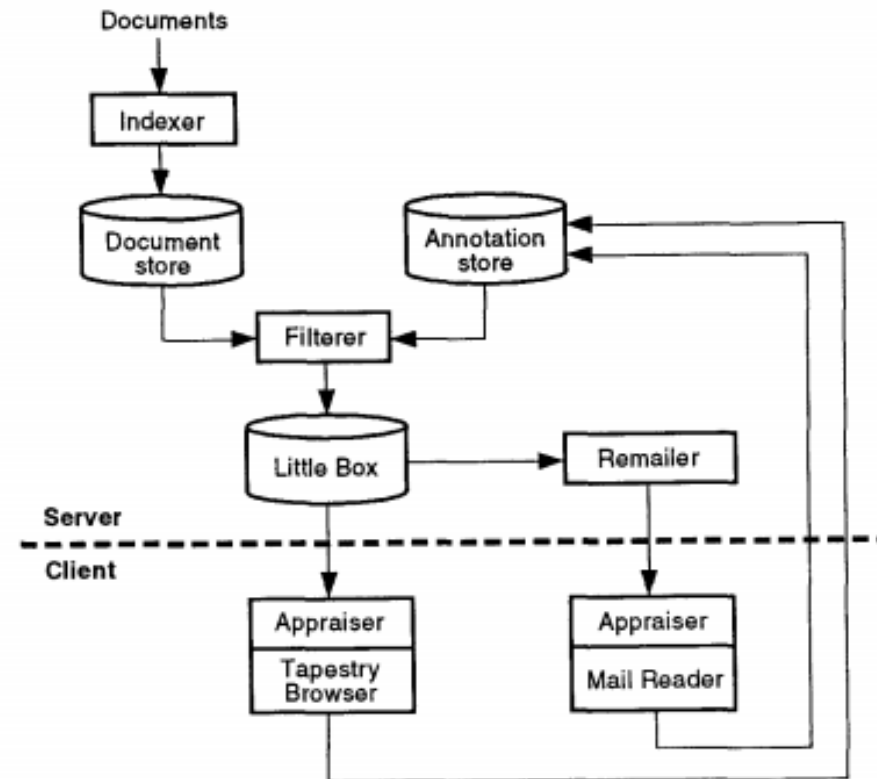 Documents
Indexer
Document
store
Annotation
store
Filterer
Little Box
Remailer
Server
Client
Appraiser
Tapestry
Browser
Appraiser
Mail Reader